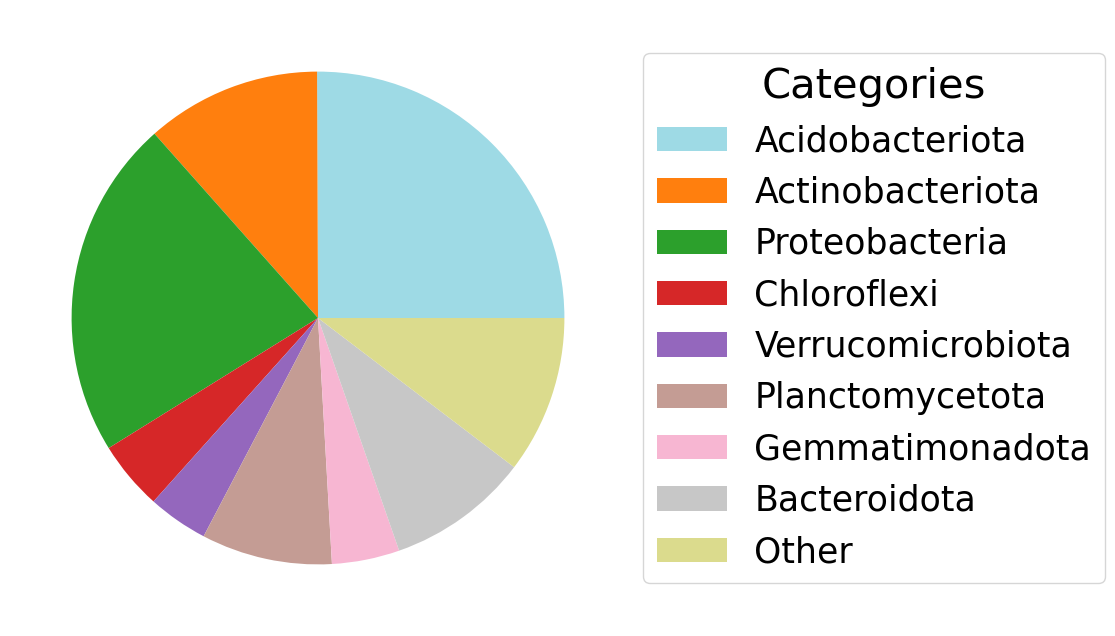 Categories
Acidobacteriota
Actinobacteriota
Proteobacteria
Chloroflexi
Verrucomicrobiota
Planctomycetota
Gemmatimonadota
Bacteroidota
Other